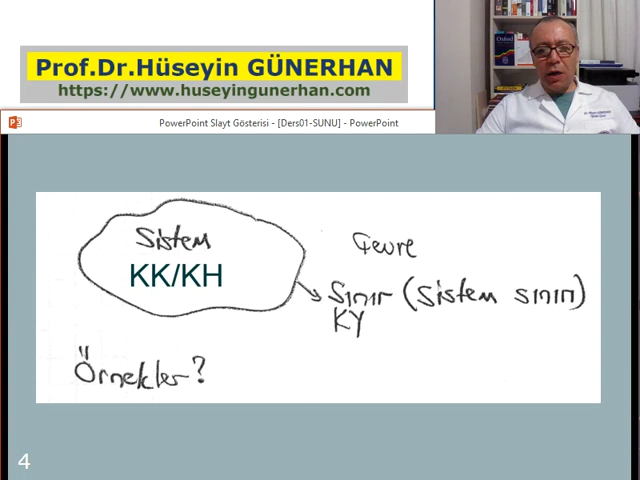 Prof.Dr.Hüseyin GÜNERHAN
https://www.huseyingunerhan.com
Oxford
PowerPoint Slayt Gösterisi - [Ders01-SUNU] - PowerPoint
Sistem
KK/KH
Çevre
Sınır (Sistem sınırı)
KY
Örnekler?
4